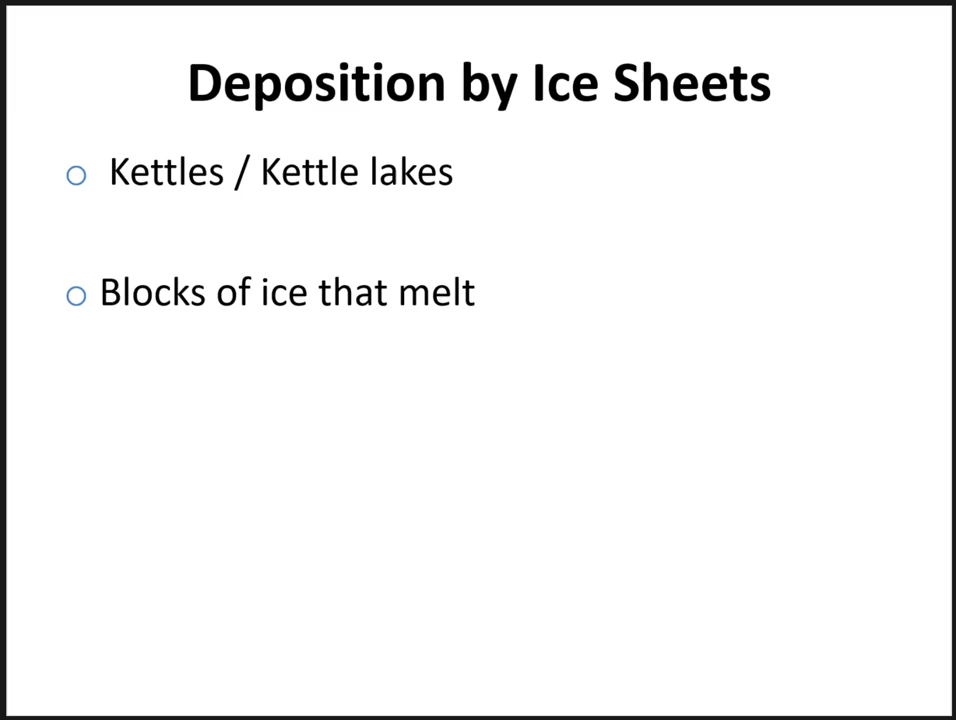 Deposition by Ice Sheets
Kettles / Kettle lakes
Blocks of ice that melt